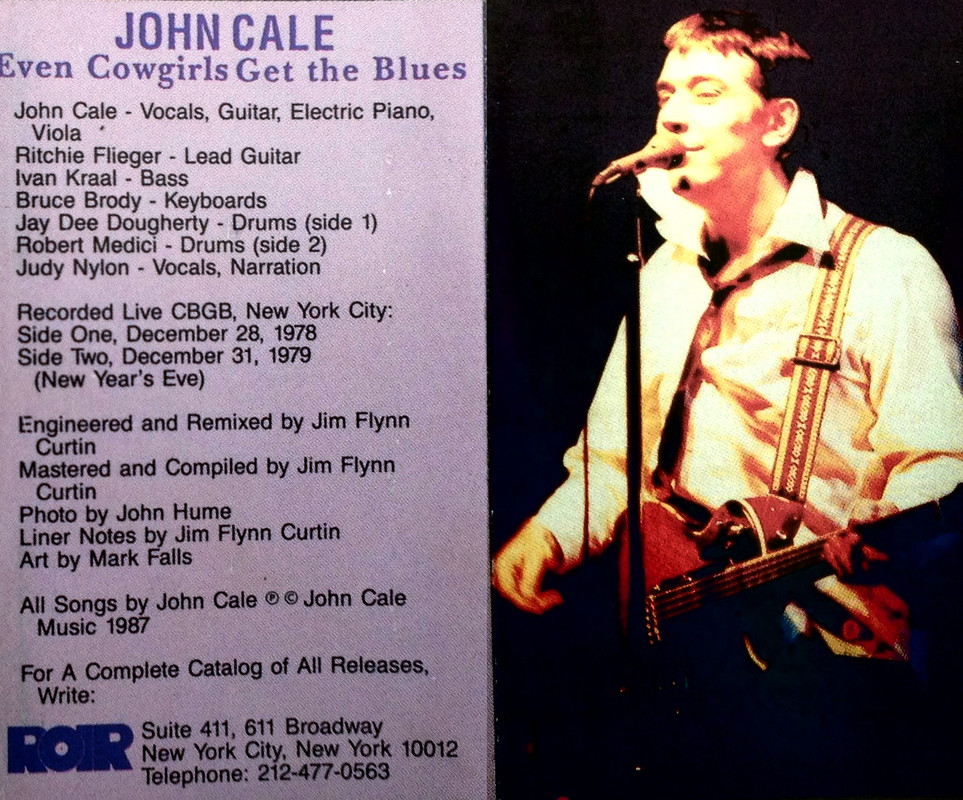 JOHN CALE
Even Cowgirls Get the Blues
John Cale - Vocals, Guitar, Electric Piano,
Viola
Ritchie Flieger - Lead Guitar
Ivan Kraal - Bass
Bruce Brody - Keyboards
Jay Dee Dougherty - Drums (side 1)
Robert Medici - Drums (side 2)
Judy Nylon - Vocals, Narration
Recorded Live CBGB, New York City:
Side One, December 28, 1978
Side Two, December 31, 1979
(New Year's Eve)
Engineered and Remixed by Jim Flynn
Curtin
Mastered and Compiled by Jim Flynn
Curtin
Photo by John Hume
Liner Notes by Jim Flynn Curtin
Art by Mark Falls
All Songs by John Cale ℗ © John Cale
Music 1987
For A Complete Catalog of All Releases,
Write:
ROIR
Suite 411, 611 Broadway
New York City, New York 10012
Telephone: 212-477-0563